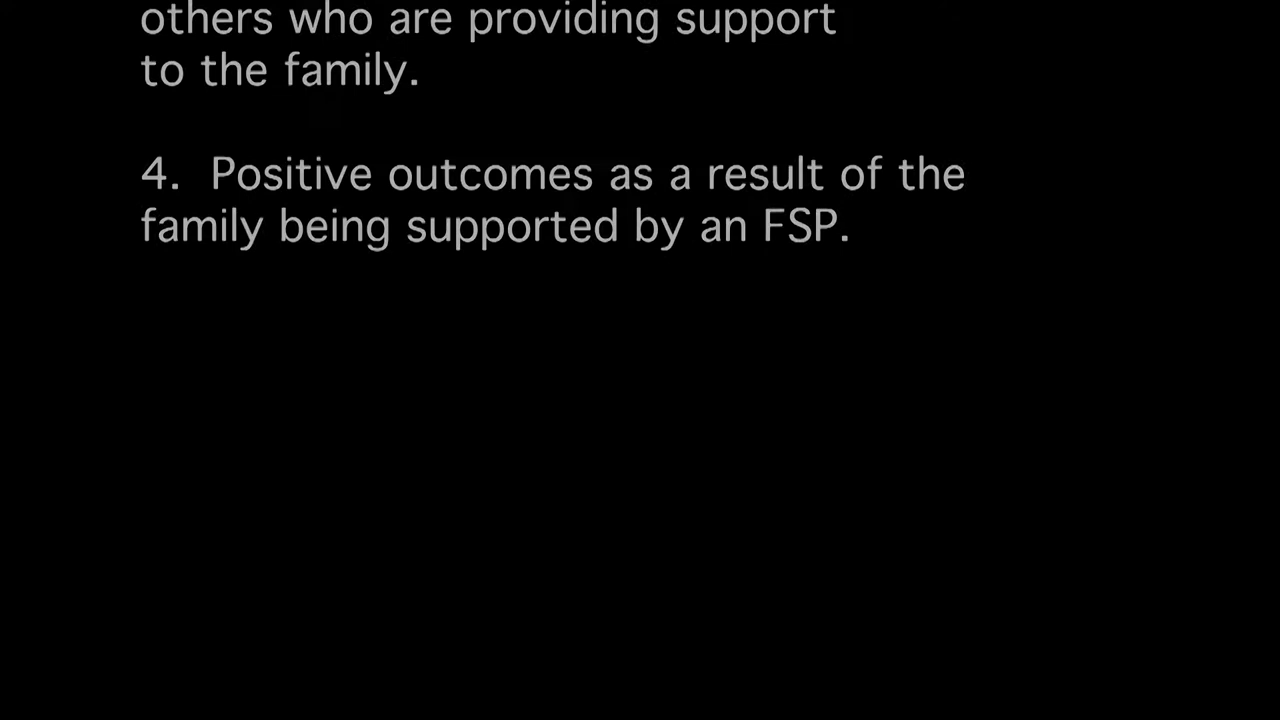 others who are providing support
to the family.
4. Positive outcomes as a result of the
family being supported by an FSP.